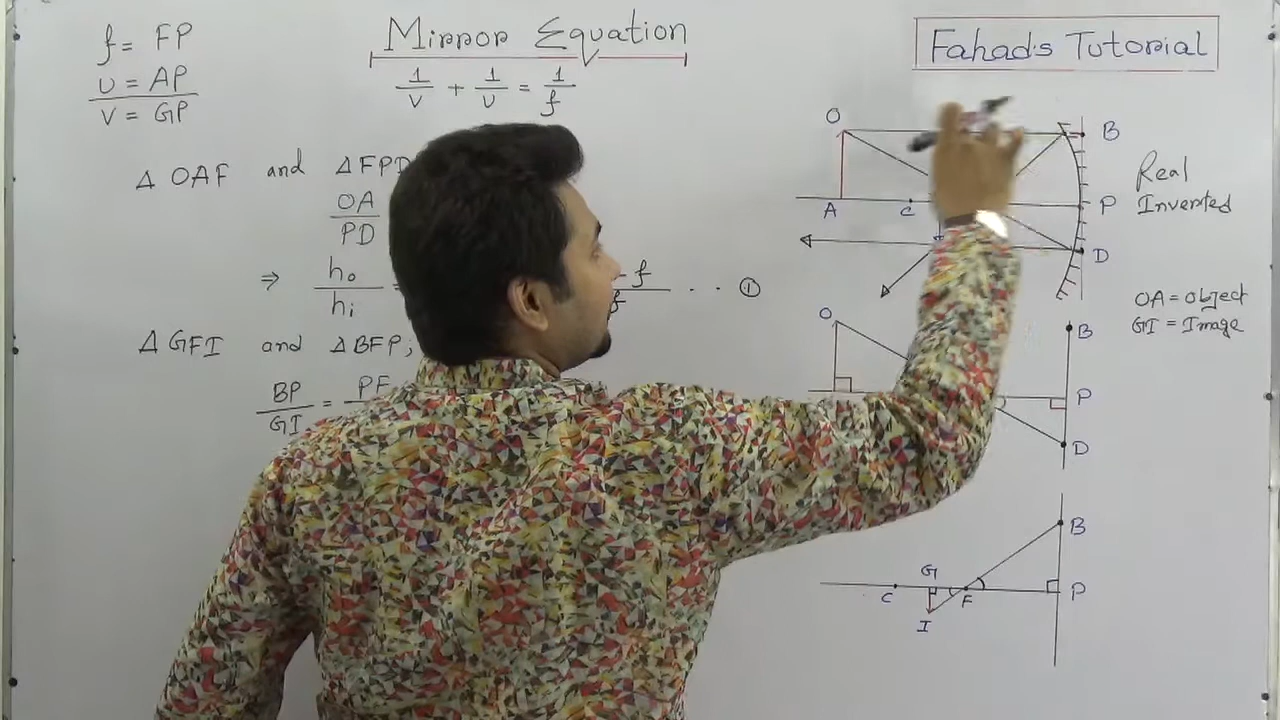 f = FP
u = AP
v = GP
Mirror Equation
1/v + 1/u = 1/f
Fahad's Tutorial
Δ OAF and Δ FPD
OA/PD
⇒ h₀/hᵢ =
- f/f .. ①
Δ GFI and Δ BFP,
BP/GI = PF
O
B
A
C
P
D
Real
Inverted
OA = Object
GI = Image
O
B
P
D
B
G
C
F
P
I